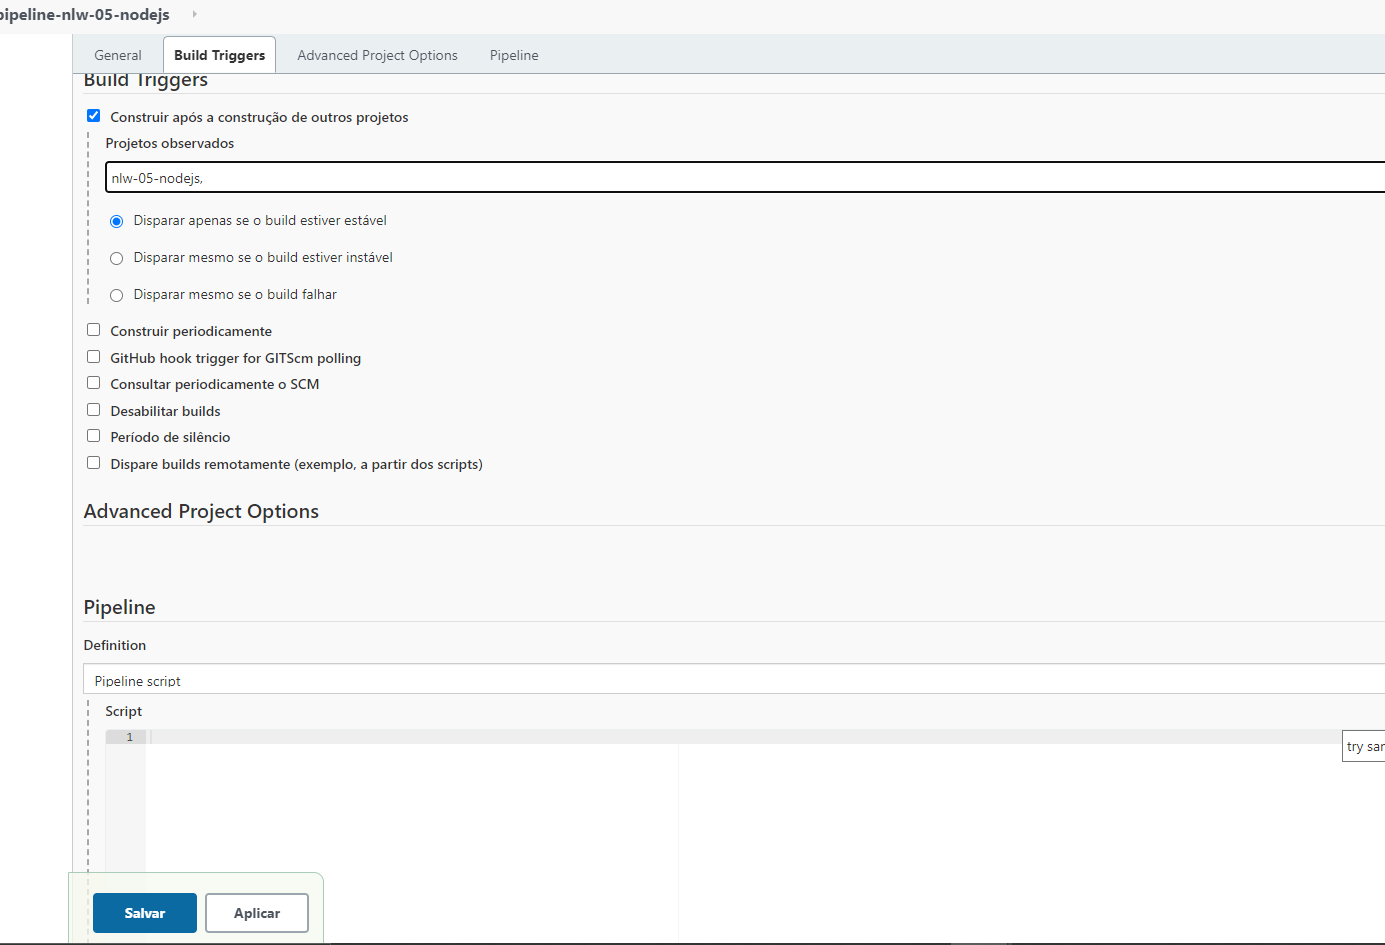 pipeline-nlw-05-nodejs
General Build Triggers Advanced Project Options Pipeline
Build Triggers
Construir após a construção de outros projetos
Projetos observados
nlw-05-nodejs,
Disparar apenas se o build estiver estável
Disparar mesmo se o build estiver instável
Disparar mesmo se o build falhar
Construir periodicamente
GitHub hook trigger for GITScm polling
Consultar periodicamente o SCM
Desabilitar builds
Período de silêncio
Dispare builds remotamente (exemplo, a partir dos scripts)
Advanced Project Options
Pipeline
Definition
Pipeline script
Script
1
try sam
Salvar Aplicar